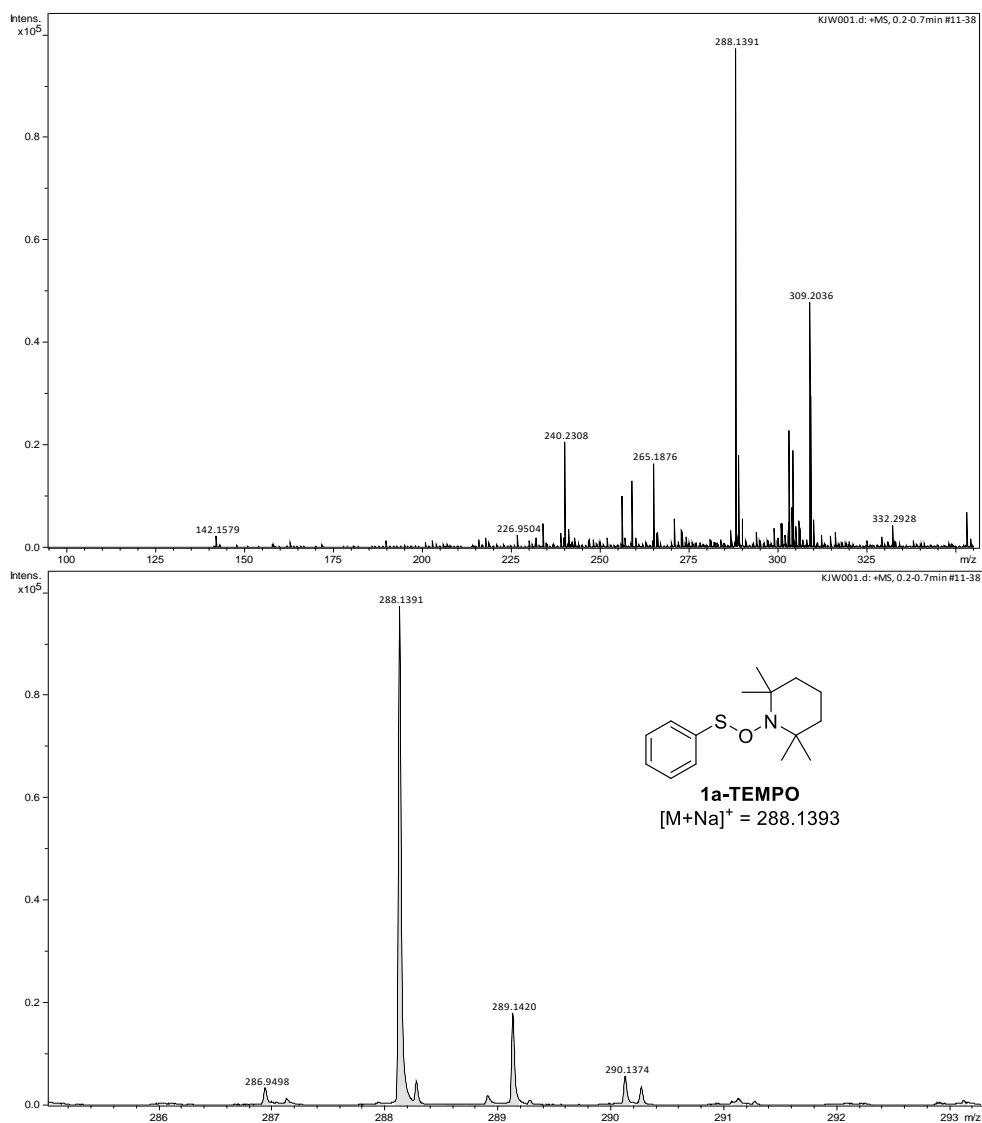 Intens.
x10⁵
KJW001.d: +MS, 0.2-0.7min #11-38
288.1391
0.8
0.6
309.2036
0.4
240.2308
0.2
265.1876
142.1579
226.9504
332.2928
0.0
100 125 150 175 200 225 250 275 300 325 m/z
Intens.
x10⁵
KJW001.d: +MS, 0.2-0.7min #11-38
288.1391
0.8
S
O
N
1a-TEMPO
0.6
[M+Na]⁺ = 288.1393
0.4
0.2
289.1420
286.9498
290.1374
0.0
286 287 288 289 290 291 292 293 m/z